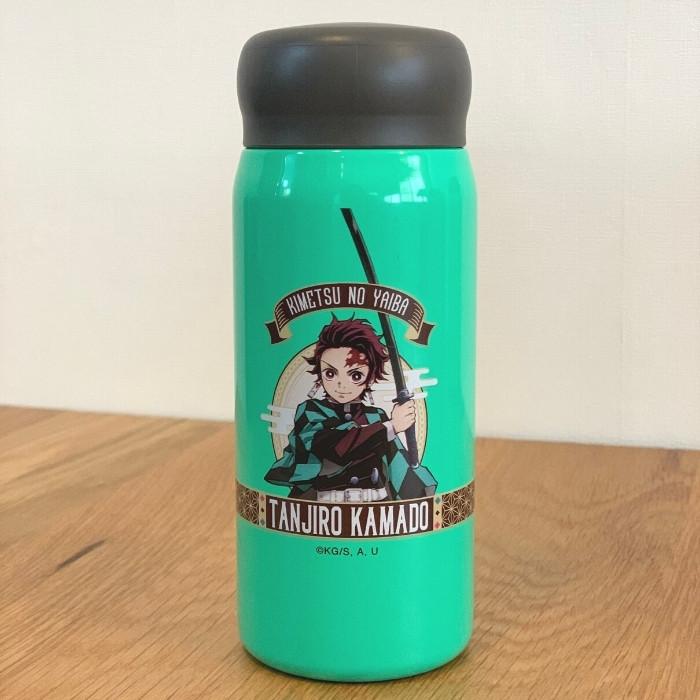 KIMETSU NO YAIBA
TANJIRO KAMADO
©KG/S, A, U